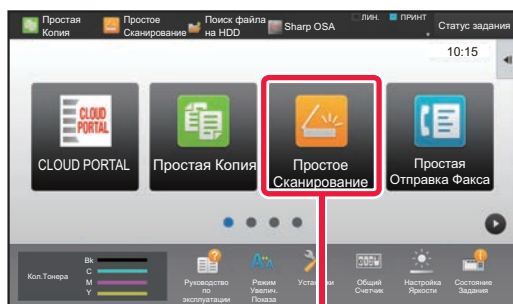 Простая Копия
Простое Сканирование
Поиск файла на HDD
Sharp OSA
ЛИН.
ПРИНТ
Статус задания
10:15
CLOUD PORTAL
CLOUD PORTAL
Простая Копия
Простое Сканирование
Простая Отправка Факса
Кол.Тонера
Bk
C
M
Y
Руководство по эксплуатации
Режим Увелич. Показа
Установки
Общий Счетчик
Настройка Яркости
Состояние Задания